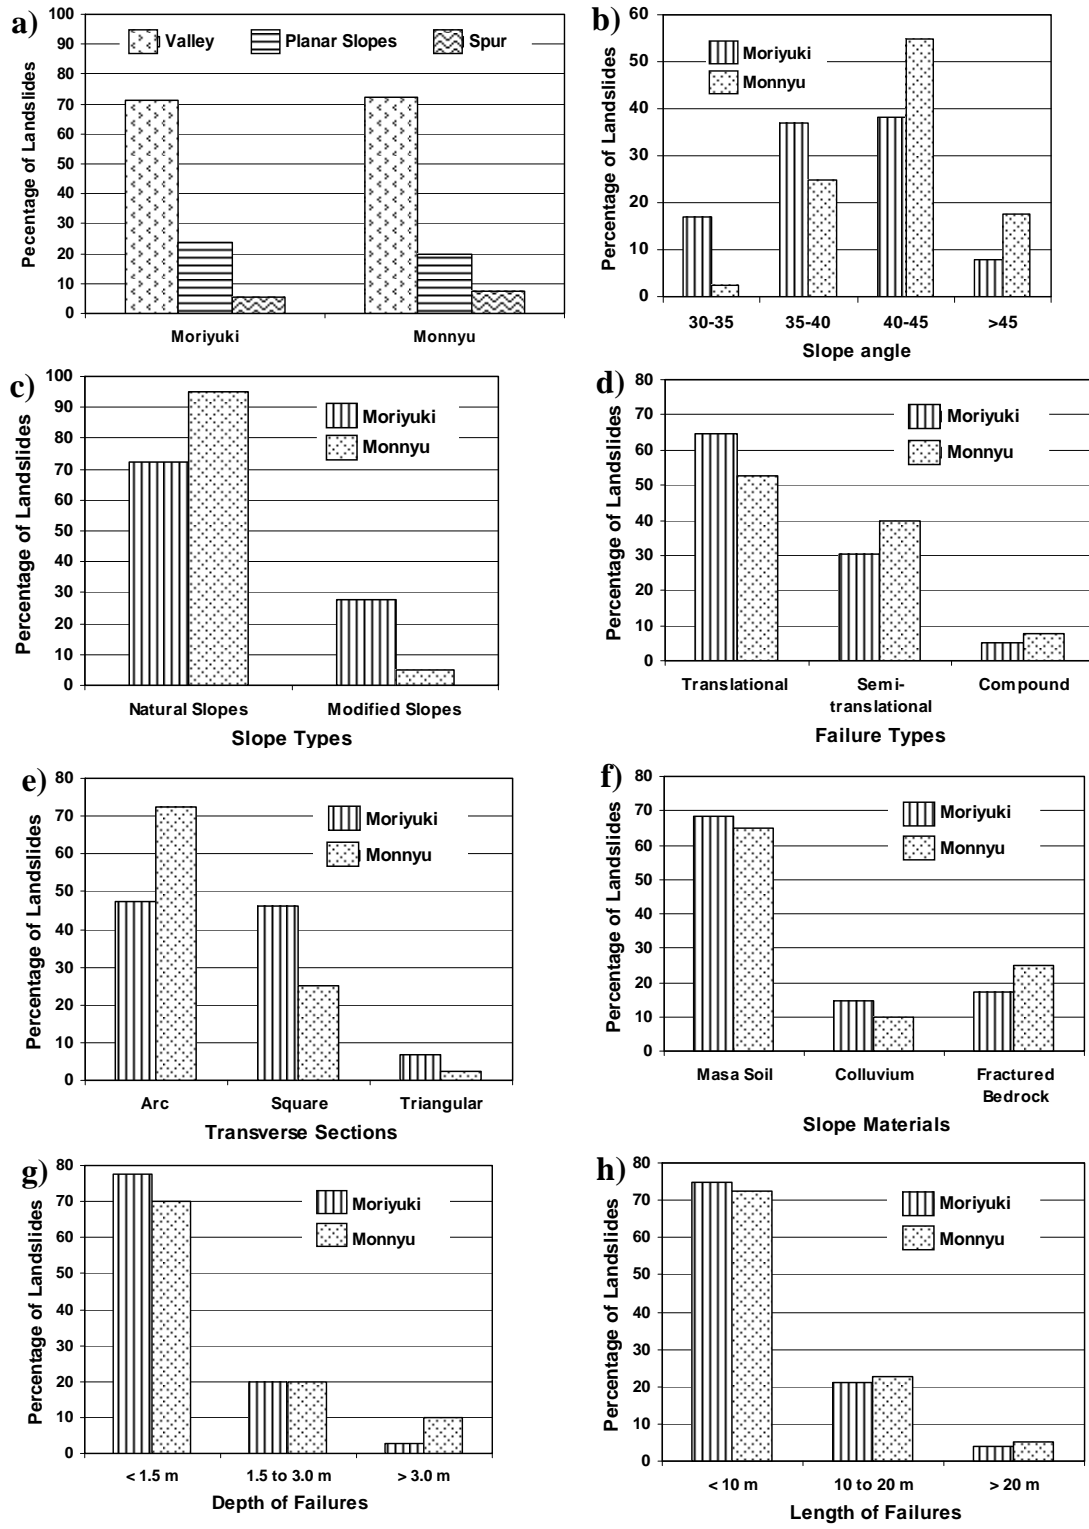 a)
Pecentage of Landslides
100
90
80
70
60
50
40
30
20
10
0
Valley Planar Slopes Spur
Moriyuki Monnyu
b)
Percentage of Landslides
60
50
40
30
20
10
0
Moriyuki
Monnyu
30-35 35-40 40-45 >45
Slope angle
c)
Percentage of Landslides
100
90
80
70
60
50
40
30
20
10
0
Moriyuki
Monnyu
Natural Slopes Modified Slopes
Slope Types
d)
Percentage of Landslides
80
70
60
50
40
30
20
10
0
Moriyuki
Monnyu
Translational Semi- Compound
translational
Failure Types
e)
Percentage of Landslides
80
70
60
50
40
30
20
10
0
Moriyuki
Monnyu
Arc Square Triangular
Transverse Sections
f)
Percentage of Landslides
80
70
60
50
40
30
20
10
0
Moriyuki
Monnyu
Masa Soil Colluvium Fractured
Bedrock
Slope Materials
g)
Percentage of Landslides
80
70
60
50
40
30
20
10
0
Moriyuki
Monnyu
< 1.5 m 1.5 to 3.0 m > 3.0 m
Depth of Failures
h)
Percentage of Landslides
80
70
60
50
40
30
20
10
0
Moriyuki
Monnyu
< 10 m 10 to 20 m > 20 m
Length of Failures